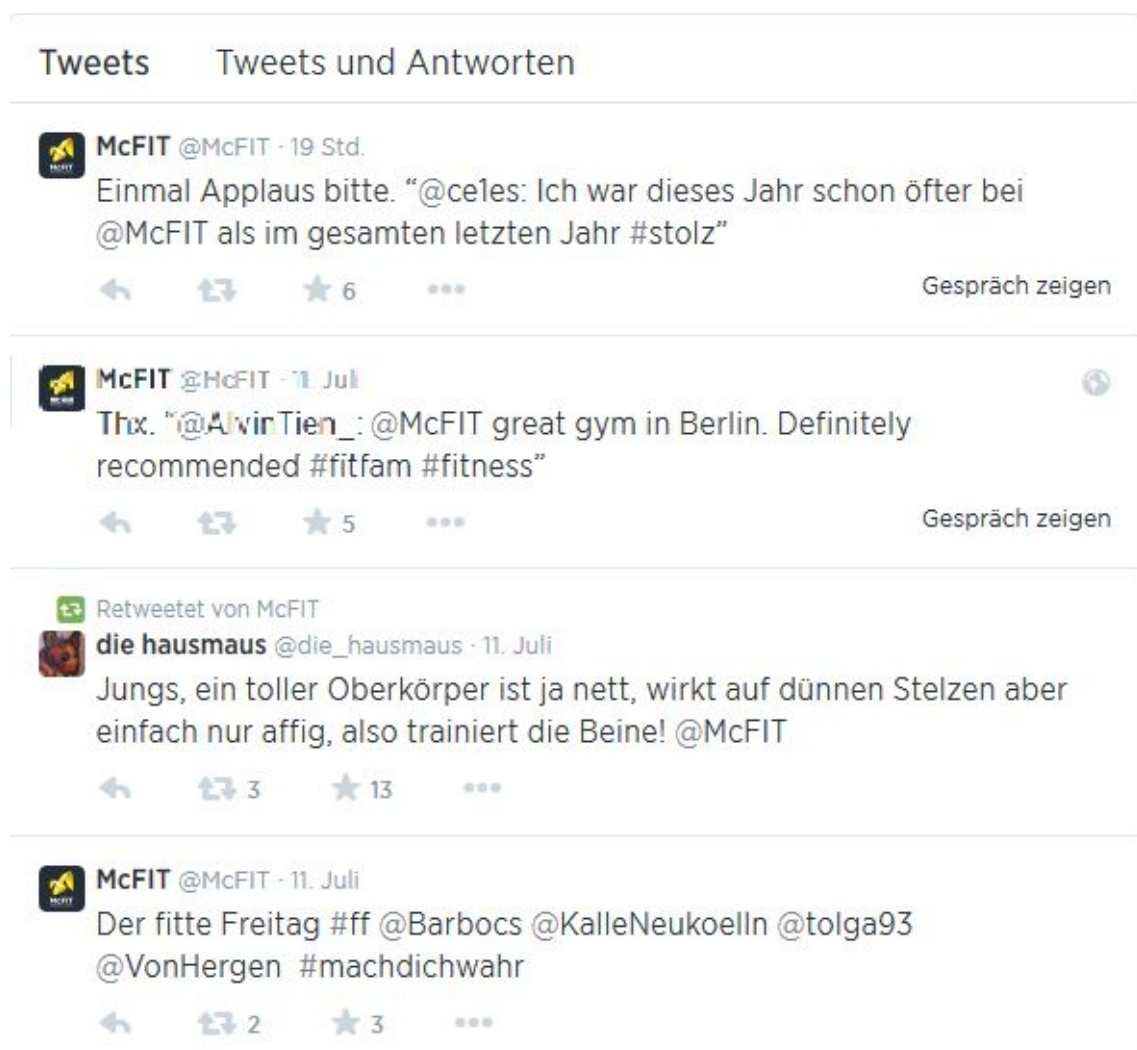 Tweets Tweets und Antworten
McFIT @McFIT · 19 Std.
Einmal Applaus bitte. “@ce1es: Ich war dieses Jahr schon öfter bei
@McFIT als im gesamten letzten Jahr #stolz”
6 Gespräch zeigen
McFIT @McFIT · 11. Juli
Thx. “@AlvinTien_: @McFIT great gym in Berlin. Definitely
recommended #fitfam #fitness”
5 Gespräch zeigen
Retweetet von McFIT
die hausmaus @die_hausmaus · 11. Juli
Jungs, ein toller Oberkörper ist ja nett, wirkt auf dünnen Stelzen aber
einfach nur affig, also trainiert die Beine! @McFIT
3 13
McFIT @McFIT · 11. Juli
Der fitte Freitag #ff @Barbocs @KalleNeukoelln @tolga93
@VonHergen #machdichwahr
2 3